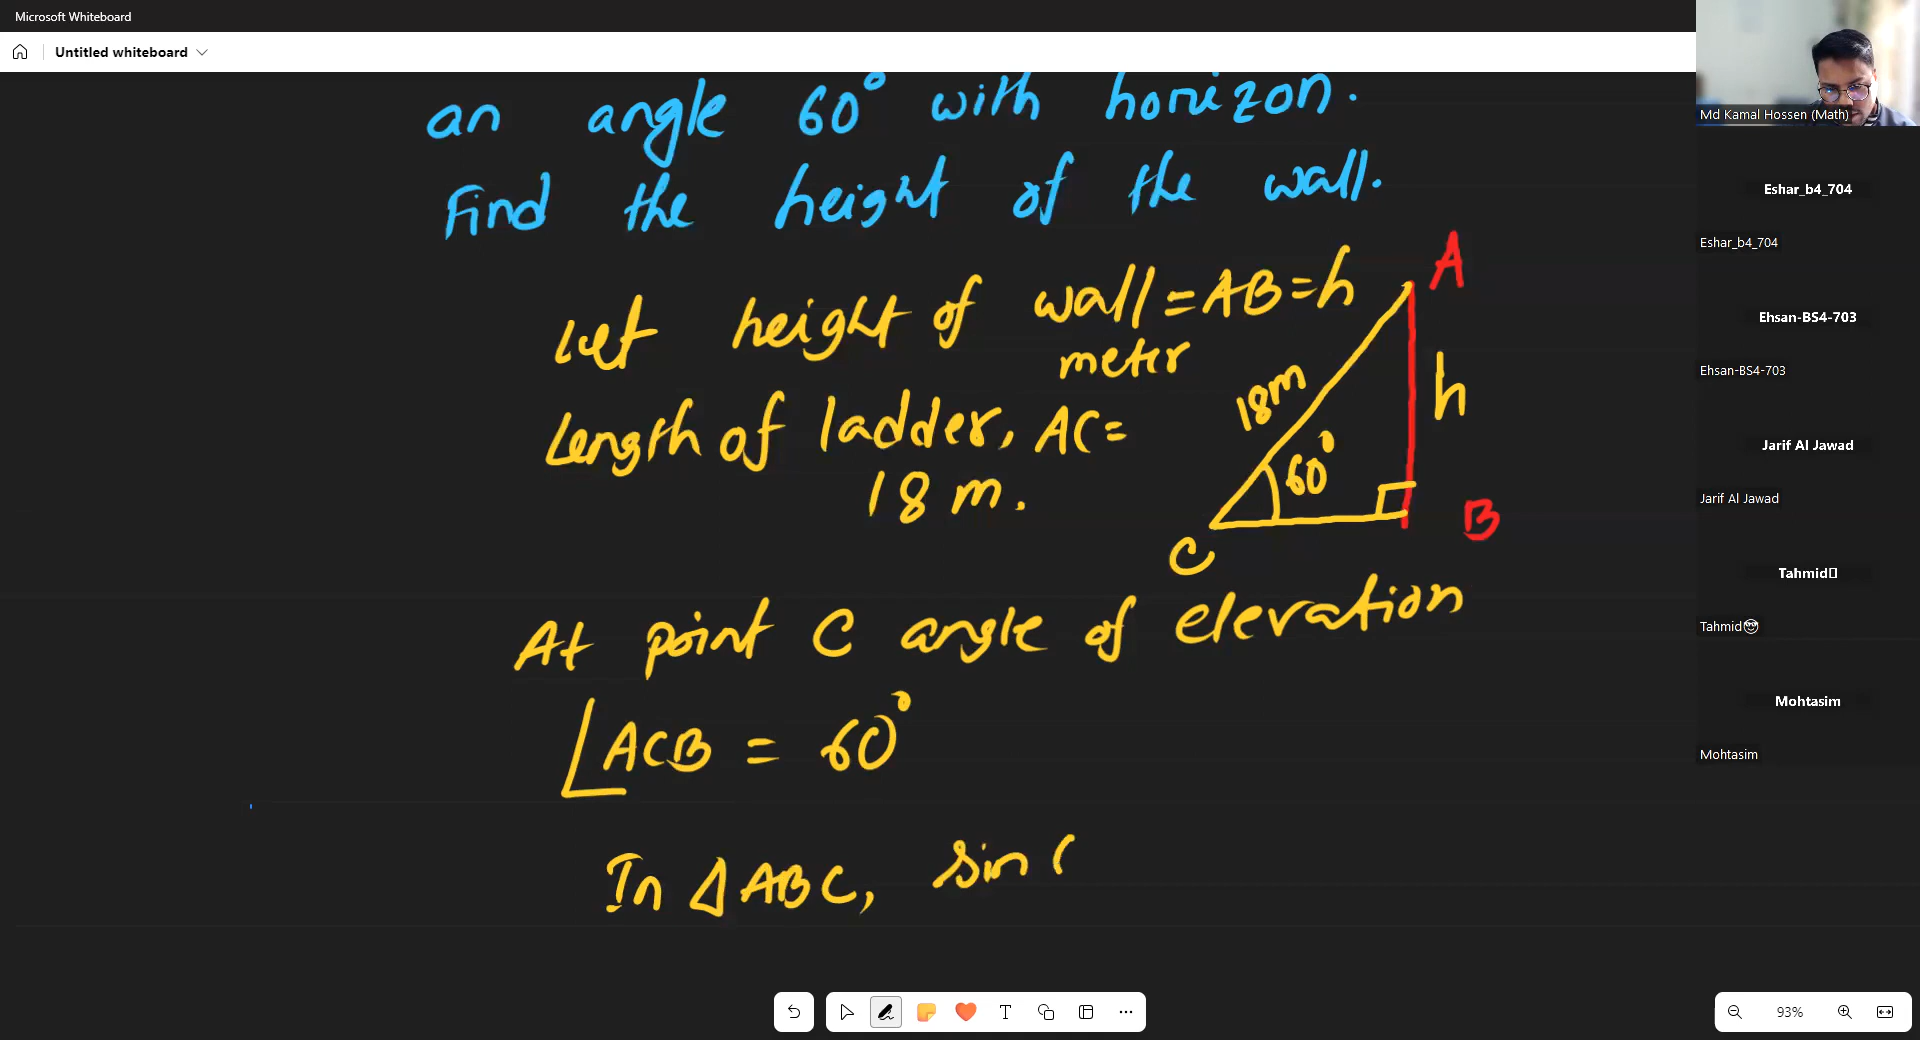 Microsoft Whiteboard
Untitled whiteboard
an angle 60° with horizon.
Find the height of the wall.
Let height of wall = AB = h
meter
Length of ladder, AC =
18 m.
A
18m
h
60°
B
C
At point C angle of elevation
∠ACB = 60°
In ΔABC, sin (
Md Kamal Hossen (Math)
Eshar_b4_704
Eshar_b4_704
Ehsan-BS4-703
Ehsan-BS4-703
Jarif Al Jawad
Jarif Al Jawad
Tahmid
Tahmid😎
Mohtasim
Mohtasim
T
93%